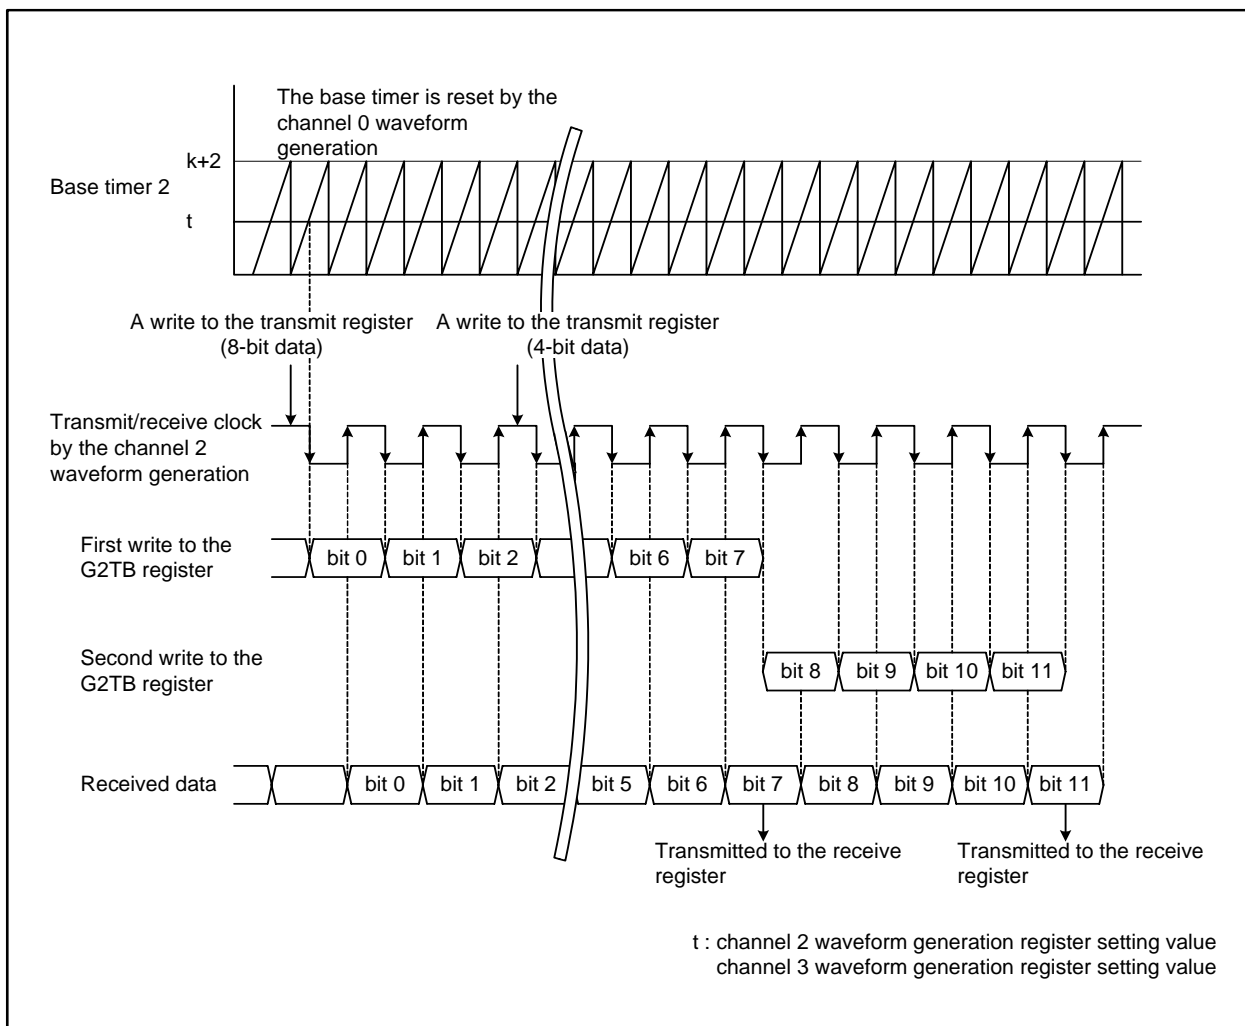 The base timer is reset by the
channel 0 waveform
generation
k+2
Base timer 2
t
A write to the transmit register
(8-bit data)
A write to the transmit register
(4-bit data)
Transmit/receive clock
by the channel 2
waveform generation
First write to the
G2TB register
bit 0
bit 1
bit 2
bit 6
bit 7
Second write to the
G2TB register
bit 8
bit 9
bit 10
bit 11
Received data
bit 0
bit 1
bit 2
bit 5
bit 6
bit 7
bit 8
bit 9
bit 10
bit 11
Transmitted to the receive
register
Transmitted to the receive
register
t : channel 2 waveform generation register setting value
channel 3 waveform generation register setting value